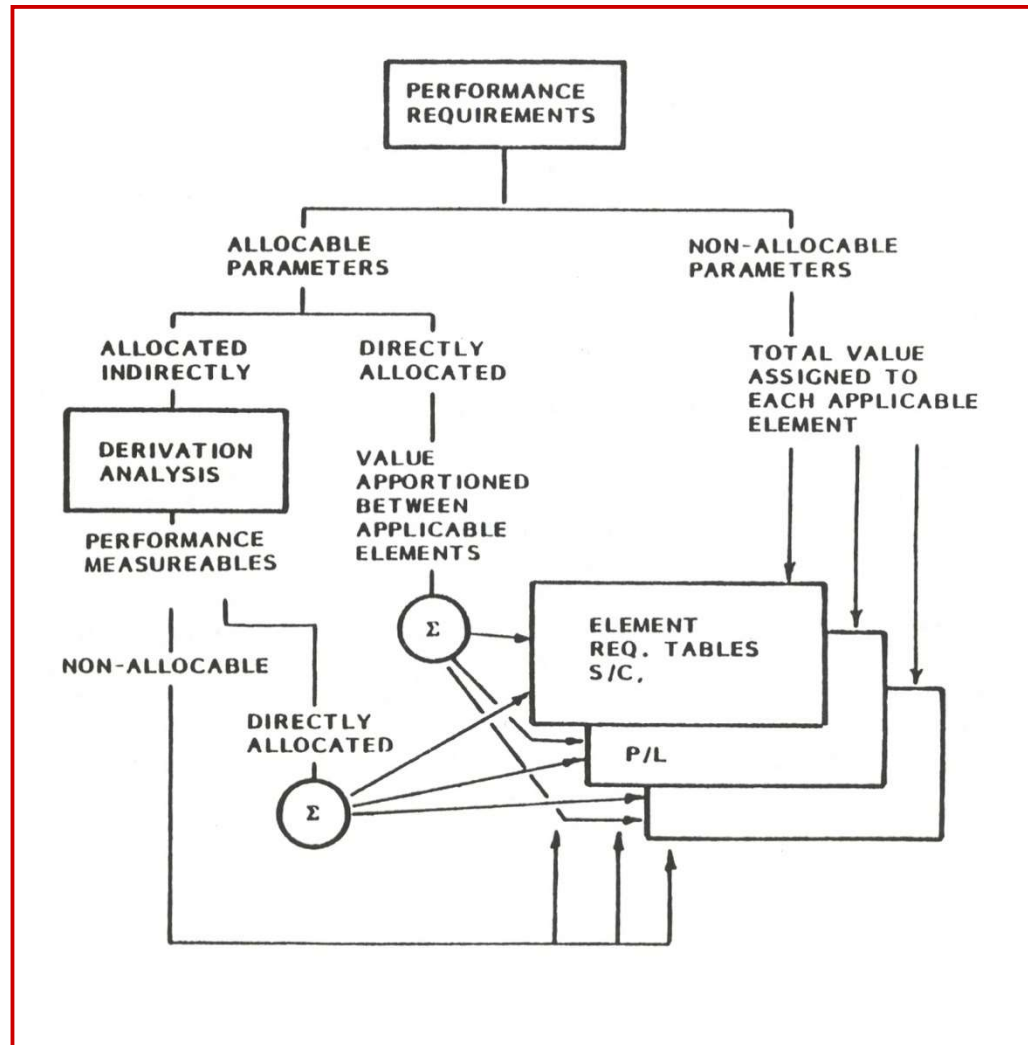 PERFORMANCE
REQUIREMENTS
ALLOCABLE
PARAMETERS
NON-ALLOCABLE
PARAMETERS
ALLOCATED
INDIRECTLY
DIRECTLY
ALLOCATED
TOTAL VALUE
ASSIGNED TO
EACH APPLICABLE
ELEMENT
DERIVATION
ANALYSIS
VALUE
APPORTIONED
BETWEEN
APPLICABLE
ELEMENTS
PERFORMANCE
MEASUREABLES
Σ
ELEMENT
REQ. TABLES
S/C,
NON-ALLOCABLE
DIRECTLY
ALLOCATED
P/L
Σ